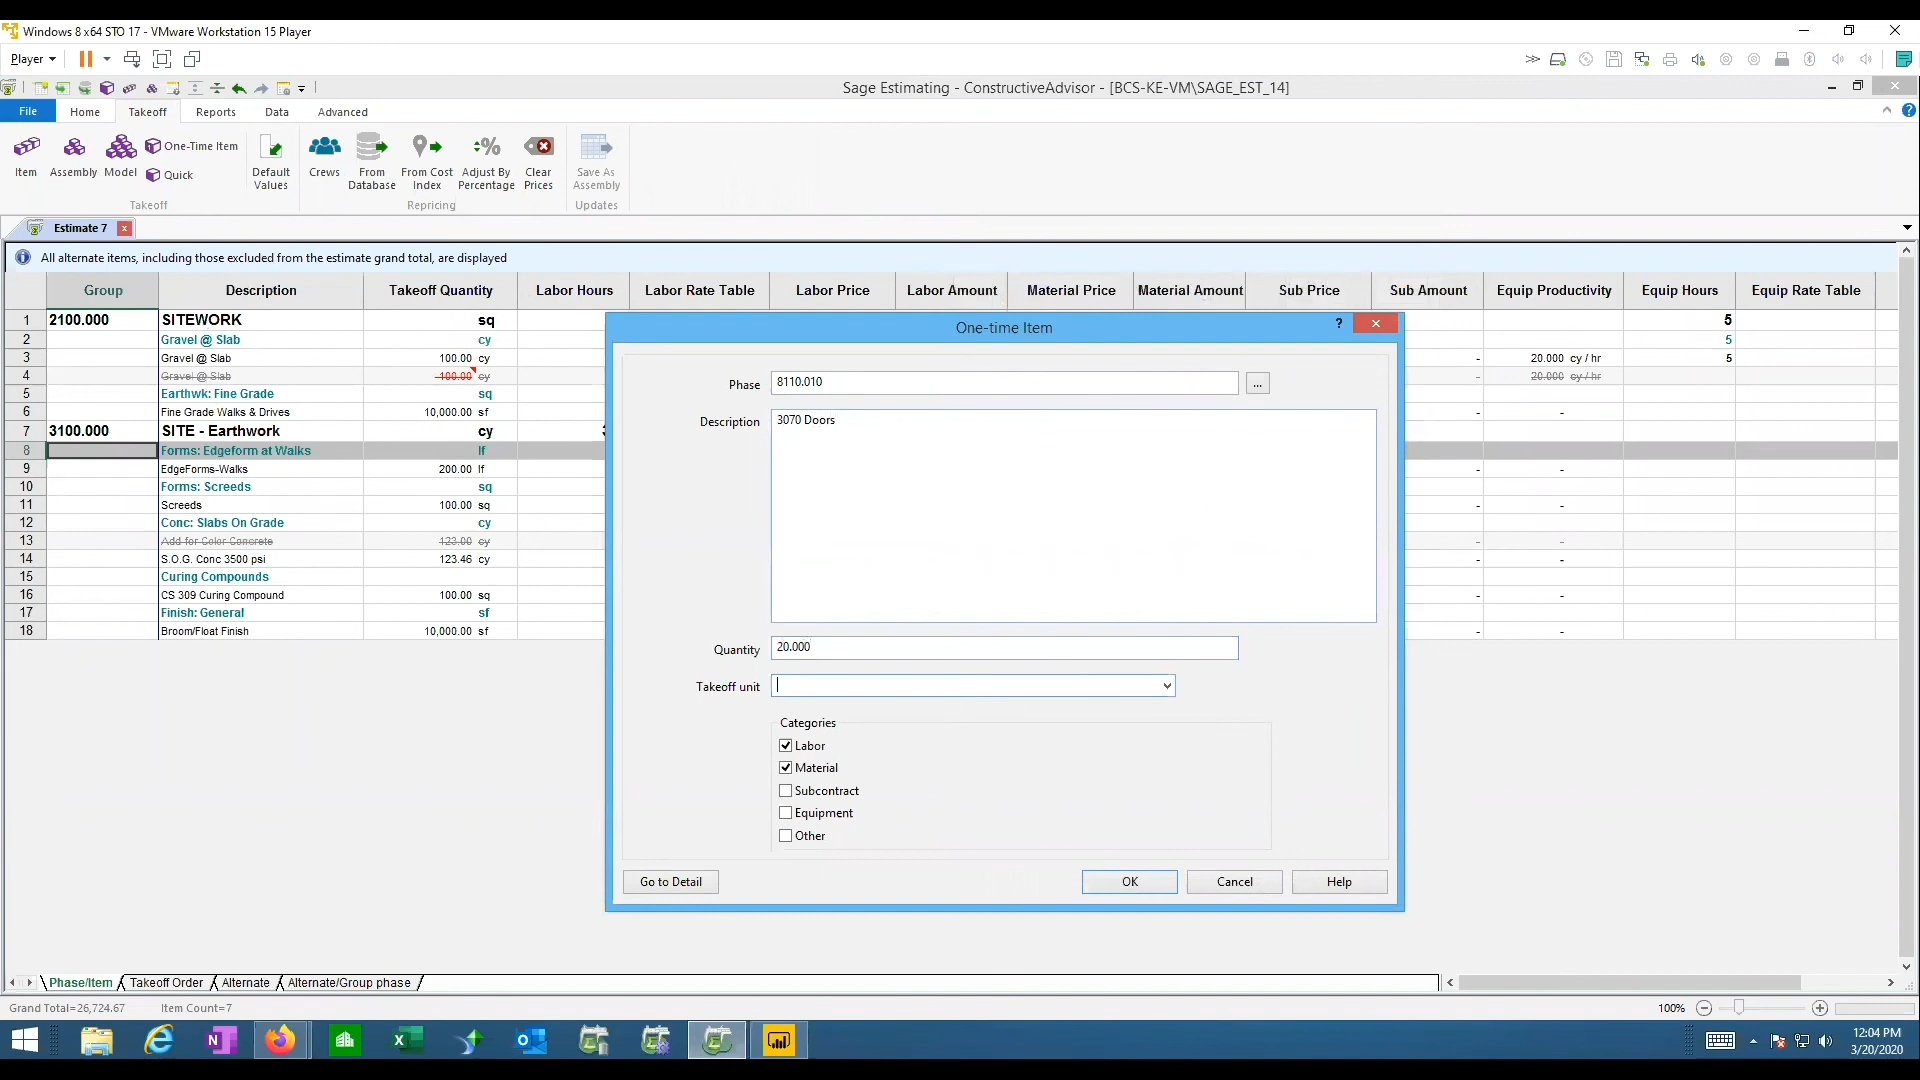 Windows 8 x64 STO 17 - VMware Workstation 15 Player
Player
Sage Estimating - ConstructiveAdvisor - [BCS-KE-VM\SAGE_EST_14]
File Home Takeoff Reports Data Advanced
Item
Assembly
Model
One-Time Item
Quick
Default Values
Crews
From Database
From Cost Index
Adjust By Percentage
Clear Prices
Save As Assembly
Takeoff
Repricing
Updates
Estimate 7
All alternate items, including those excluded from the estimate grand total, are displayed
Group Description Takeoff Quantity Labor Hours Labor Rate Table Labor Price Labor Amount Material Price Material Amount Sub Price Sub Amount Equip Productivity Equip Hours Equip Rate Table
1 2100.000 SITEWORK sq 5
2 Gravel @ Slab cy 5
3 Gravel @ Slab 100.00 cy - 20.000 cy / hr 5
4 Gravel @ Slab -100.00 cy - 20.000 cy / hr
5 Earthwk: Fine Grade sq
6 Fine Grade Walks & Drives 10,000.00 sf - -
7 3100.000 SITE - Earthwork cy
8 Forms: Edgeform at Walks lf
9 EdgeForms-Walks 200.00 lf - -
10 Forms: Screeds sq
11 Screeds 100.00 sq - -
12 Conc: Slabs On Grade cy
13 Add for Color Concrete 123.00 cy - -
14 S.O.G. Conc 3500 psi 123.46 cy - -
15 Curing Compounds
16 CS 309 Curing Compound 100.00 sq - -
17 Finish: General sf
18 Broom/Float Finish 10,000.00 sf - -
One-time Item
?
Phase 8110.010 ...
Description 3070 Doors
Quantity 20.000
Takeoff unit
Categories
Labor
Material
Subcontract
Equipment
Other
Go to Detail OK Cancel Help
Phase/Item Takeoff Order Alternate Alternate/Group phase
Grand Total=26,724.67 Item Count=7 100%
12:04 PM
3/20/2020